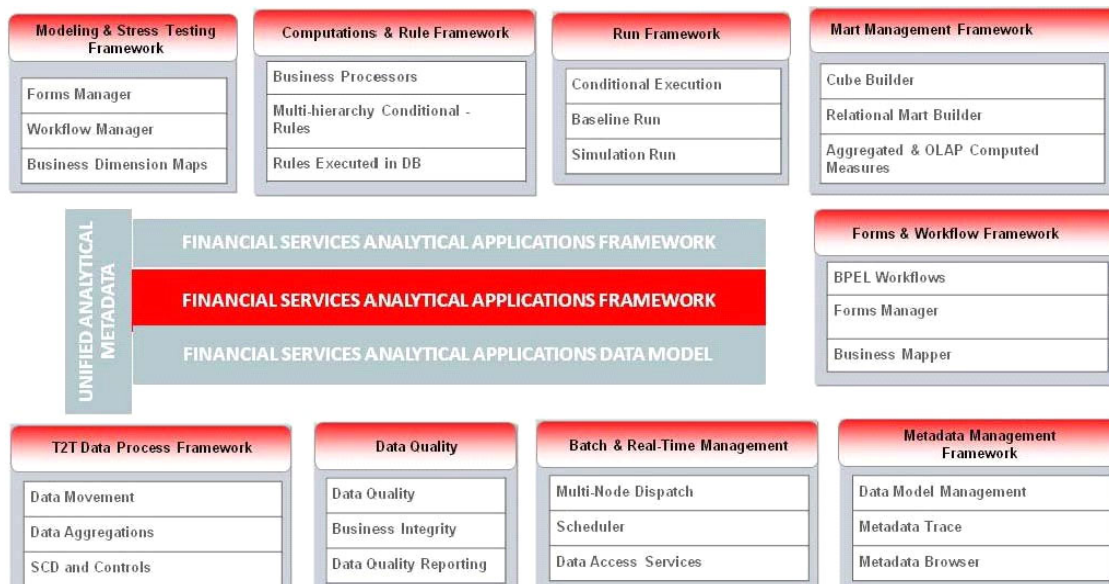 Modeling & Stress Testing
Framework
Forms Manager
Workflow Manager
Business Dimension Maps
Computations & Rule Framework
Business Processors
Multi-hierarchy Conditional -
Rules
Rules Executed in DB
Run Framework
Conditional Execution
Baseline Run
Simulation Run
Mart Management Framework
Cube Builder
Relational Mart Builder
Aggregated & OLAP Computed
Measures
UNIFIED ANALYTICAL
METADATA
FINANCIAL SERVICES ANALYTICAL APPLICATIONS FRAMEWORK
FINANCIAL SERVICES ANALYTICAL APPLICATIONS FRAMEWORK
FINANCIAL SERVICES ANALYTICAL APPLICATIONS DATA MODEL
Forms & Workflow Framework
BPEL Workflows
Forms Manager
Business Mapper
T2T Data Process Framework
Data Movement
Data Aggregations
SCD and Controls
Data Quality
Data Quality
Business Integrity
Data Quality Reporting
Batch & Real-Time Management
Multi-Node Dispatch
Scheduler
Data Access Services
Metadata Management
Framework
Data Model Management
Metadata Trace
Metadata Browser